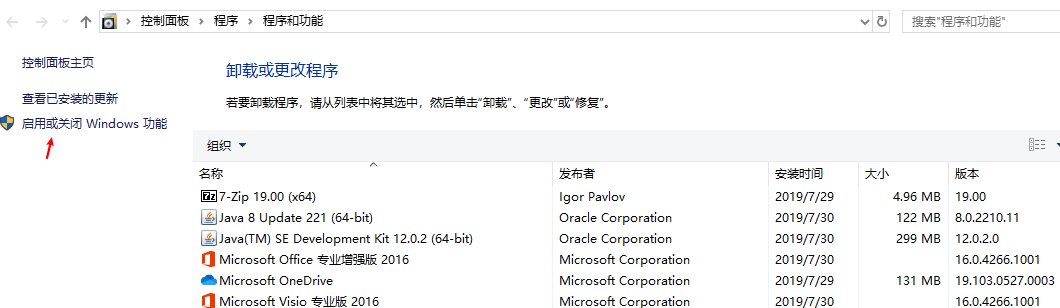 控制面板 程序 程序和功能 搜索"程序和功能"
控制面板主页
卸载或更改程序
查看已安装的更新
若要卸载程序，请从列表中将其选中，然后单击"卸载"、"更改"或"修复"。
启用或关闭 Windows 功能
组织
名称 发布者 安装时间 大小 版本
7-Zip 19.00 (x64) Igor Pavlov 2019/7/29 4.96 MB 19.00
Java 8 Update 221 (64-bit) Oracle Corporation 2019/7/30 122 MB 8.0.2210.11
Java(TM) SE Development Kit 12.0.2 (64-bit) Oracle Corporation 2019/7/30 299 MB 12.0.2.0
Microsoft Office 专业增强版 2016 Microsoft Corporation 2019/7/30 16.0.4266.1001
Microsoft OneDrive Microsoft Corporation 2019/7/29 131 MB 19.103.0527.0003
Microsoft Visio 专业版 2016 Microsoft Corporation 2019/7/30 16.0.4266.1001